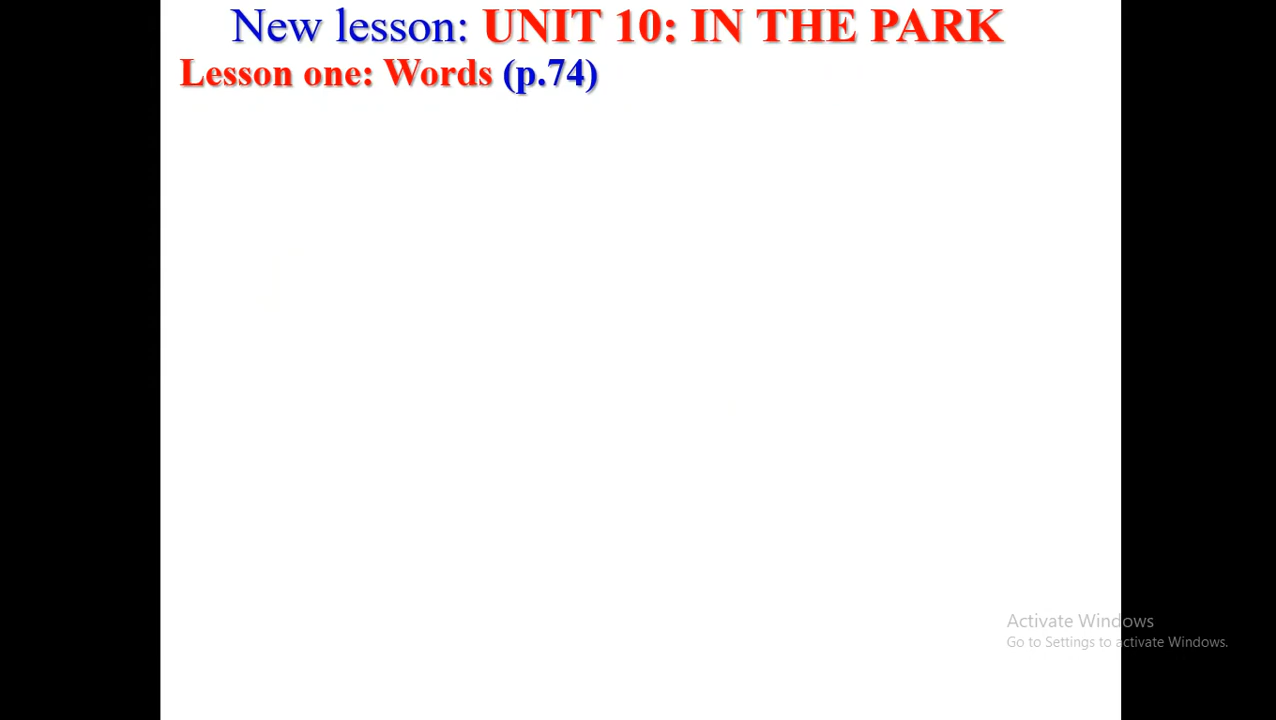 New lesson: UNIT 10: IN THE PARK
Lesson one: Words (p.74)
Activate Windows
Go to Settings to activate Windows.